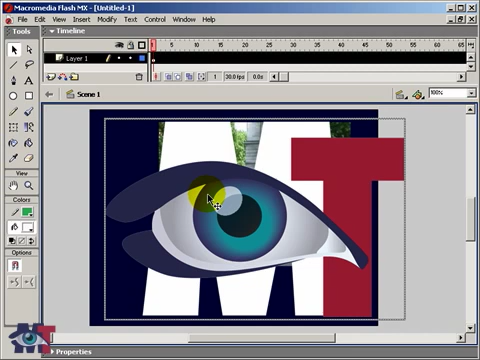 Macromedia Flash MX - [Untitled-1]
File Edit View Insert Modify Text Control Window Help
Tools
Timeline
1 5 10 15 20 25 30 35 40 45 50 55 60 65
Layer 1
1 30.0 fps 0.0s
Scene 1
100%
View
Colors
Options
MT
Properties